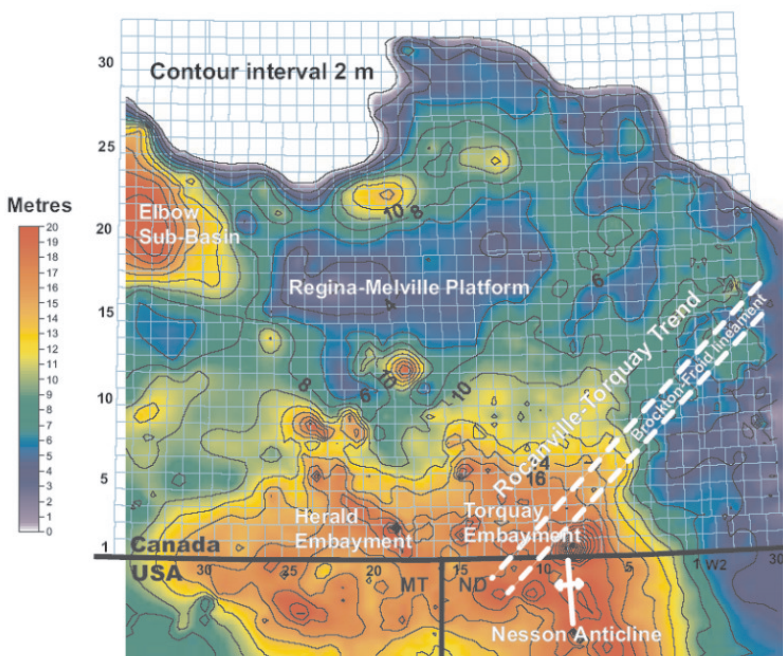 Contour interval 2 m
30
25
20
15
10
5
1
Metres
20
19
18
17
16
15
14
13
12
11
10
9
8
7
6
5
4
3
2
1
0
Elbow
Sub-Basin
10
8
Regina-Melville Platform
4
6
8
6
10
10
Rocanville-Torquay Trend
Brockton-Froid lineament
14
16
Herald
Embayment
Torquay
Embayment
Canada
USA
30
20
MT
15
ND
10
5
1 W2
30
Nesson Anticline